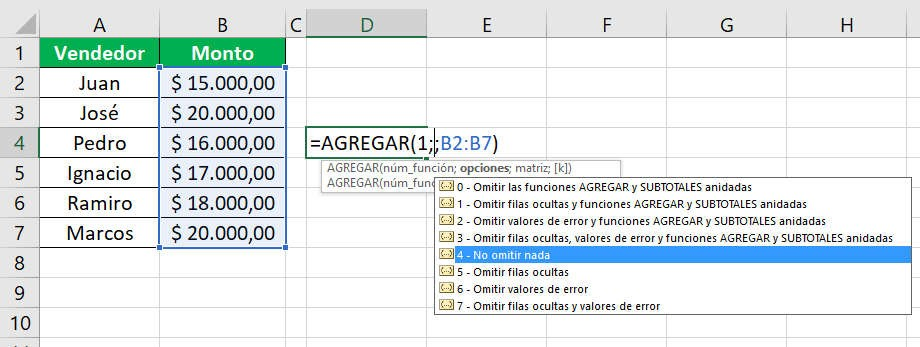 A B C D E F G H
1 Vendedor Monto
2 Juan $ 15.000,00
3 José $ 20.000,00
4 Pedro $ 16.000,00 =AGREGAR(1;;B2:B7)
AGREGAR(núm_función; opciones; matriz; [k])
5 Ignacio $ 17.000,00
AGREGAR(núm_func
0 - Omitir las funciones AGREGAR y SUBTOTALES anidadas
1 - Omitir filas ocultas y funciones AGREGAR y SUBTOTALES anidadas
6 Ramiro $ 18.000,00
2 - Omitir valores de error y funciones AGREGAR y SUBTOTALES anidadas
3 - Omitir filas ocultas, valores de error y funciones AGREGAR y SUBTOTALES anidadas
7 Marcos $ 20.000,00
4 - No omitir nada
8
5 - Omitir filas ocultas
9
6 - Omitir valores de error
7 - Omitir filas ocultas y valores de error
10